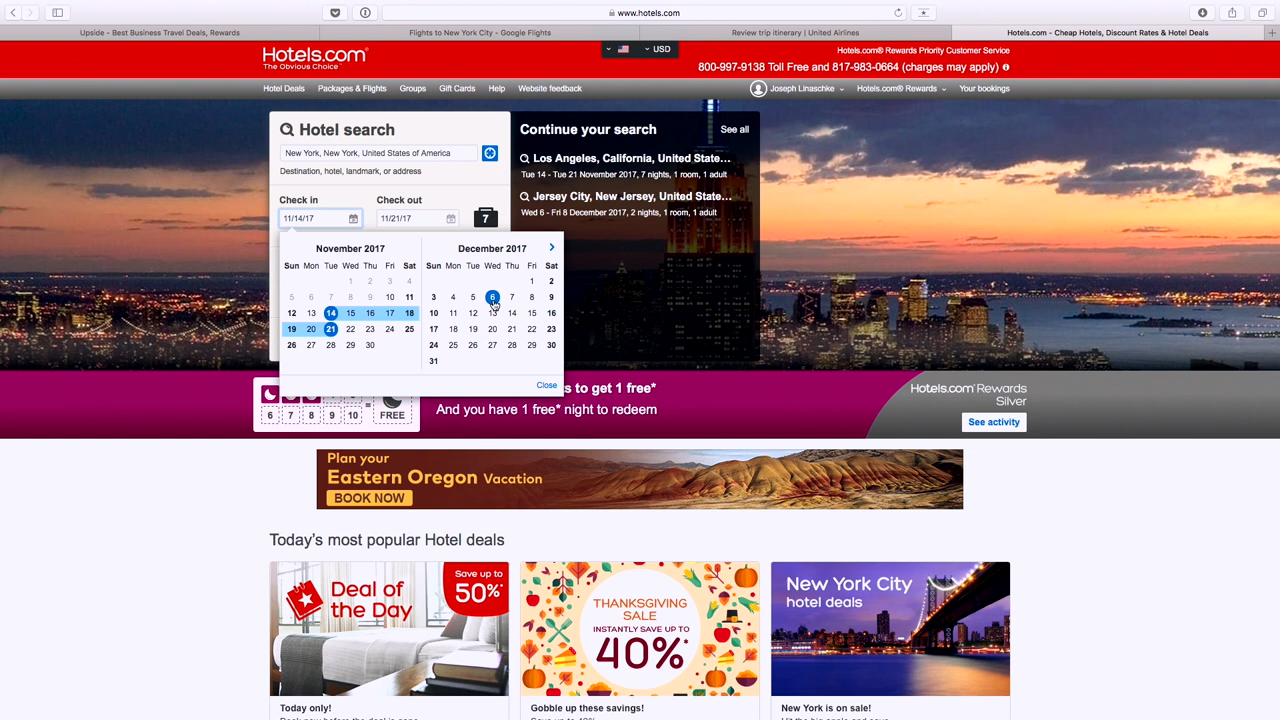 www.hotels.com
Upside - Best Business Travel Deals, Rewards
Flights to New York City - Google Flights
Review trip itinerary | United Airlines
Hotels.com - Cheap Hotels, Discount Rates & Hotel Deals
Hotels.com®
The Obvious Choice™
USD
Hotels.com® Rewards Priority Customer Service
800-997-9138 Toll Free and 817-983-0664 (charges may apply)
Hotel Deals Packages & Flights Groups Gift Cards Help Website feedback
Joseph Linaschke Hotels.com® Rewards Your bookings
Hotel search
New York, New York, United States of America
Destination, hotel, landmark, or address
Check in Check out
11/14/17 11/21/17 7
Continue your search See all
Los Angeles, California, United State...
Tue 14 - Tue 21 November 2017, 7 nights, 1 room, 1 adult
Jersey City, New Jersey, United State...
Wed 6 - Fri 8 December 2017, 2 nights, 1 room, 1 adult
November 2017
Sun Mon Tue Wed Thu Fri Sat
1 2 3 4
5 6 7 8 9 10 11
12 13 14 15 16 17 18
19 20 21 22 23 24 25
26 27 28 29 30
December 2017
Sun Mon Tue Wed Thu Fri Sat
1 2
3 4 5 6 7 8 9
10 11 12 13 14 15 16
17 18 19 20 21 22 23
24 25 26 27 28 29 30
31
Close
6 7 8 9 10 = FREE
to get 1 free*
And you have 1 free* night to redeem
Hotels.com Rewards
Silver
See activity
Plan your
Eastern Oregon Vacation
BOOK NOW
Today's most popular Hotel deals
Deal of
the Day
Save up to
50%*
THANKSGIVING
SALE
INSTANTLY SAVE UP TO
40%*
New York City
hotel deals
Today only!
Gobble up these savings!
New York is on sale!